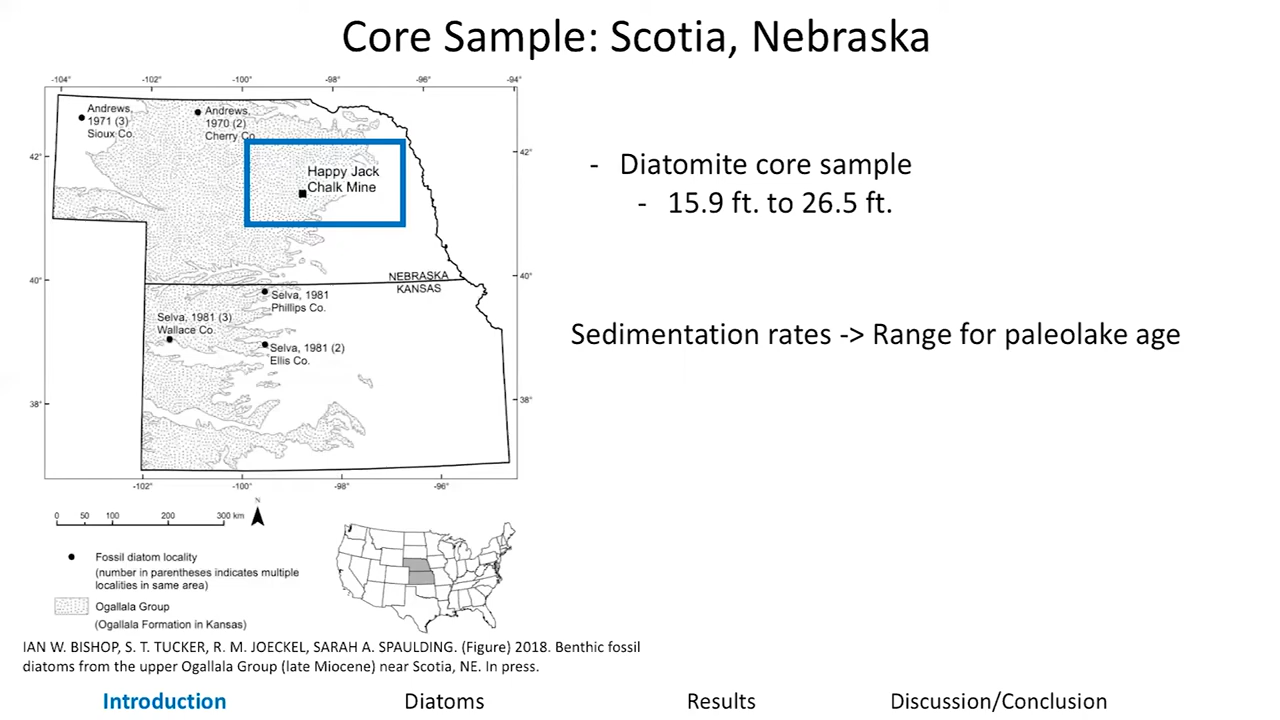 Core Sample: Scotia, Nebraska
-104°
-102°
-100°
-98°
-96°
-94°
Andrews,
1971 (3)
Sioux Co.
Andrews,
1970 (2)
Cherry Co.
42°
42°
Happy Jack
Chalk Mine
- Diatomite core sample
- 15.9 ft. to 26.5 ft.
NEBRASKA
40°
40°
KANSAS
Selva, 1981
Phillips Co.
Selva, 1981 (3)
Wallace Co.
Selva, 1981 (2)
Ellis Co.
Sedimentation rates -> Range for paleolake age
38°
38°
-102°
-100°
-98°
-96°
N
0 50 100 200 300 km
Fossil diatom locality
(number in parentheses indicates multiple
localities in same area)
Ogallala Group
(Ogallala Formation in Kansas)
IAN W. BISHOP, S. T. TUCKER, R. M. JOECKEL, SARAH A. SPAULDING. (Figure) 2018. Benthic fossil
diatoms from the upper Ogallala Group (late Miocene) near Scotia, NE. In press.
Introduction Diatoms Results Discussion/Conclusion